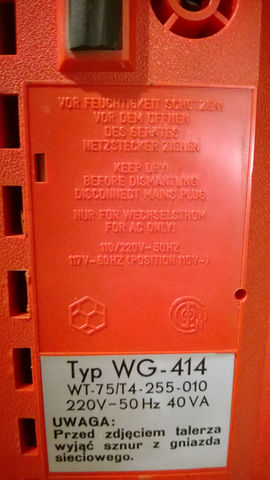 VOR FEUCHTIGKEIT SCHÜTZEN!
VOR DEM ÖFFNEN
DES GERÄTES
NETZSTECKER ZIEHEN
KEEP DRY!
BEFORE DISMANTLING
DISCONNECT MAINS PLUG
NUR FÜR WECHSELSTROM
FOR AC ONLY!
110/220V~50HZ
117V~60HZ (POSITION 110V~)
Typ WG-414
WT-75/T4-255-010
220V~50Hz 40VA
UWAGA:
Przed zdjęciem talerza
wyjąć sznur z gniazda
sieciowego.